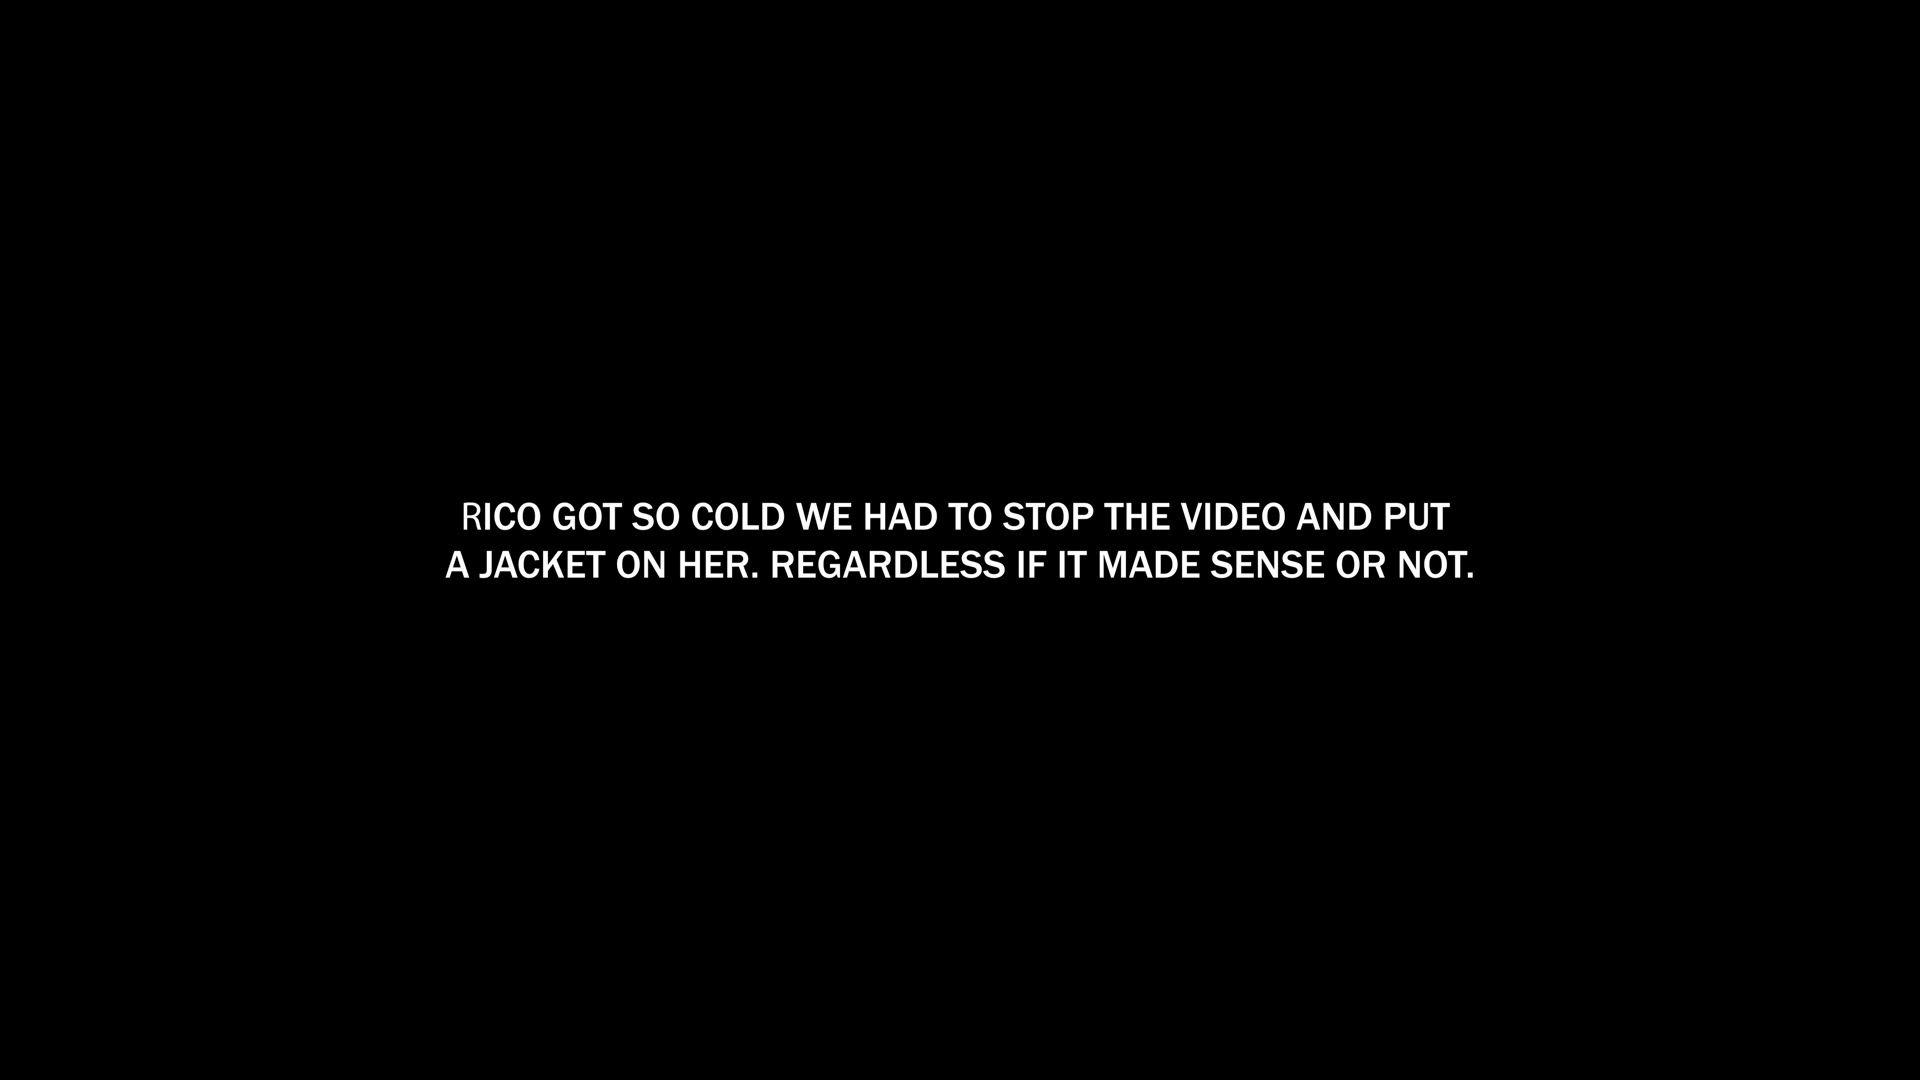 RICO GOT SO COLD WE HAD TO STOP THE VIDEO AND PUT
A JACKET ON HER. REGARDLESS IF IT MADE SENSE OR NOT.